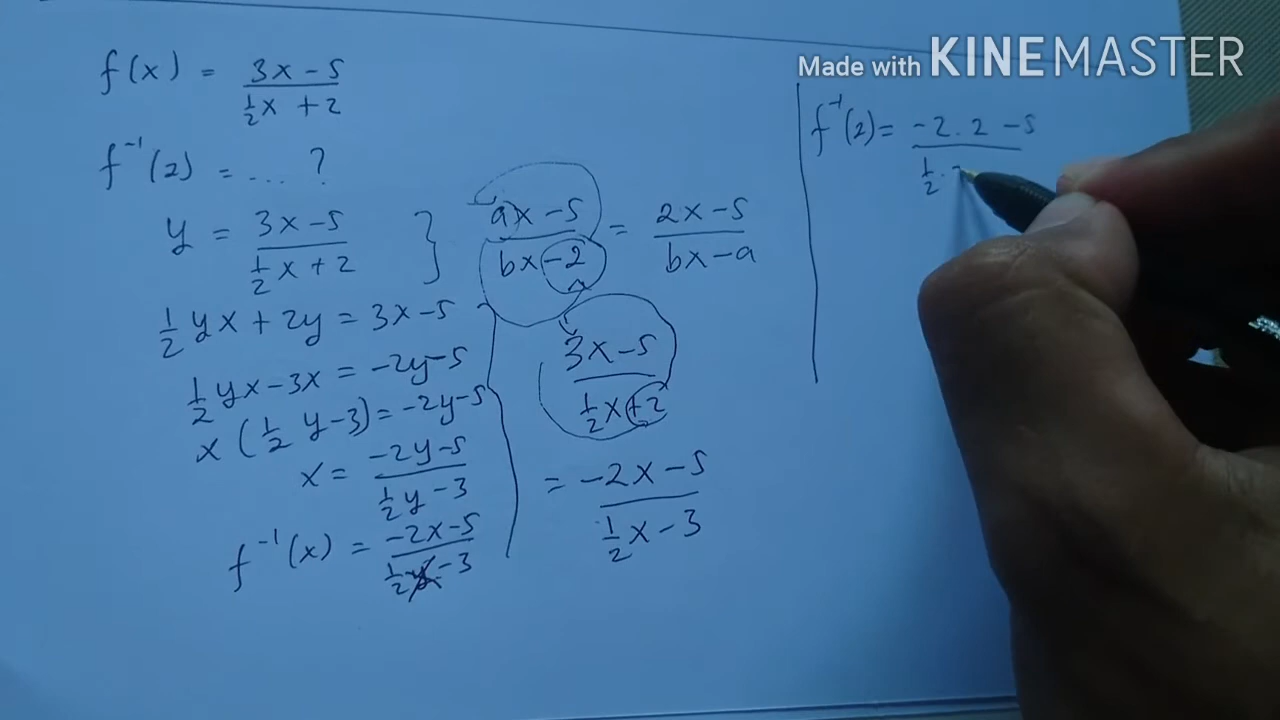 Made with KINEMASTER
f(x) = (3x - 5)/(½x + 2)
f⁻¹(2) = ... ?
y = (3x - 5)/(½x + 2) }
½yx + 2y = 3x - 5
½yx - 3x = -2y - 5
x(½y - 3) = -2y - 5
x = (-2y - 5)/(½y - 3)
f⁻¹(x) = (-2x - 5)/(½ - 3)
(ax - 5)/(bx - 2) = (2x - 5)/(bx - a)
a
(3x - 5)/(½x + 2)
= (-2x - 5)/(½x - 3)
f⁻¹(2) = (-2 . 2 - 5)/(½ .